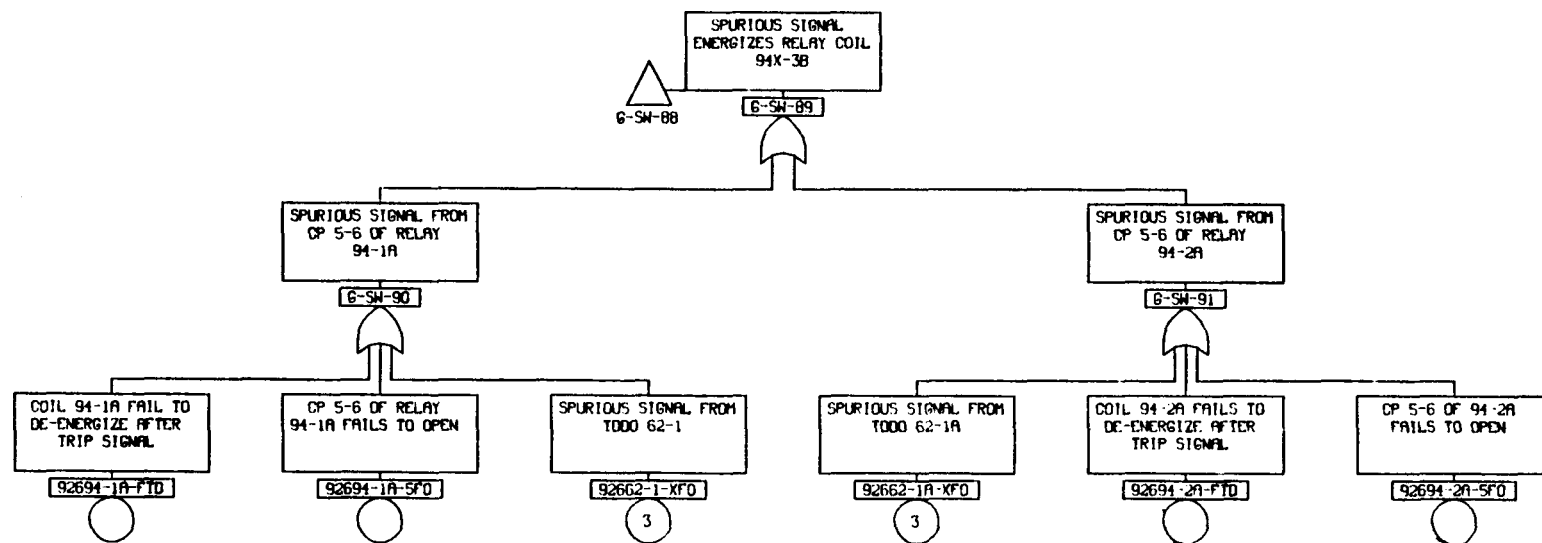 SPURIOUS SIGNAL
ENERGIZES RELAY COIL
94X-3B
G-SW-88
G-SW-89
SPURIOUS SIGNAL FROM
CP 5-6 OF RELAY
94-1A
G-SW-90
SPURIOUS SIGNAL FROM
CP 5-6 OF RELAY
94-2A
G-SW-91
COIL 94-1A FAIL TO
DE-ENERGIZE AFTER
TRIP SIGNAL
92694-1A-FTD
CP 5-6 OF RELAY
94-1A FAILS TO OPEN
92694-1A-5FO
SPURIOUS SIGNAL FROM
TDDO 62-1
92662-1-XFO
3
SPURIOUS SIGNAL FROM
TDDO 62-1A
92662-1A-XFO
3
COIL 94-2A FAILS TO
DE-ENERGIZE AFTER
TRIP SIGNAL
92694-2A-FTD
CP 5-6 OF 94-2A
FAILS TO OPEN
92694-2A-5FO